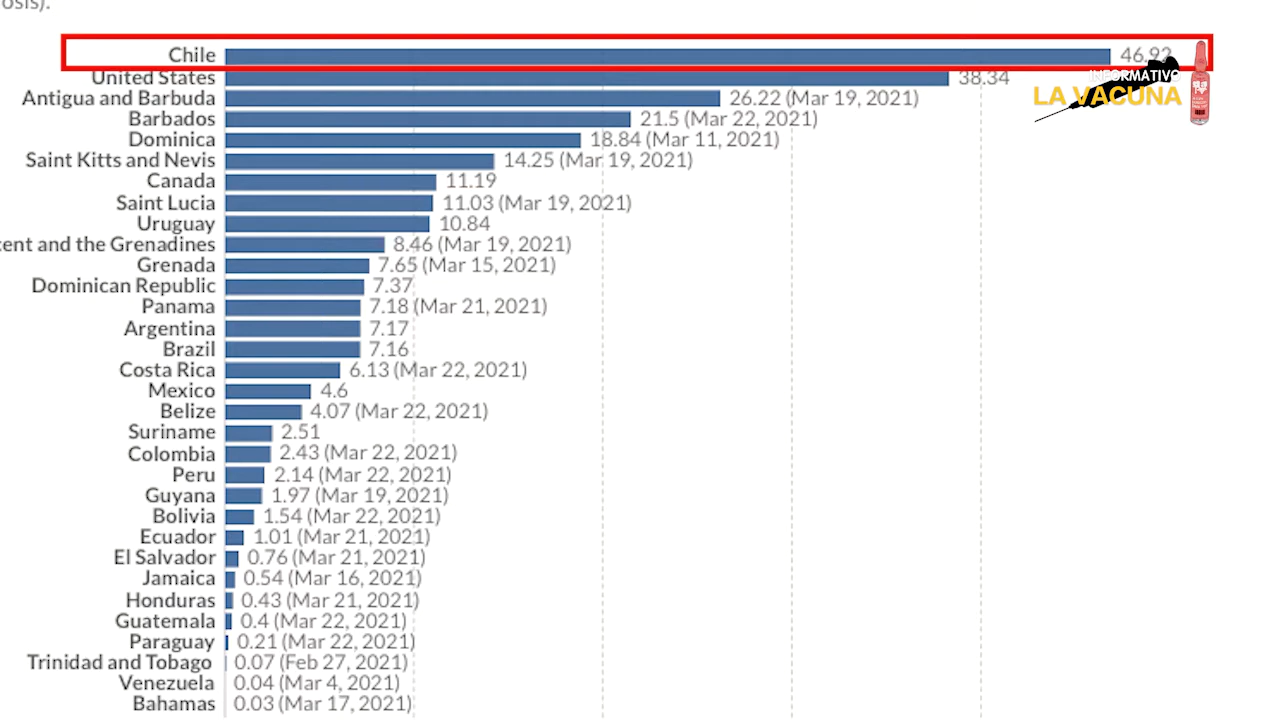 osis).
Chile 46.92
United States 38.34
INFORMATIVO
LA VACUNA
Antigua and Barbuda 26.22 (Mar 19, 2021)
Barbados 21.5 (Mar 22, 2021)
Dominica 18.84 (Mar 11, 2021)
Saint Kitts and Nevis 14.25 (Mar 19, 2021)
Canada 11.19
Saint Lucia 11.03 (Mar 19, 2021)
Uruguay 10.84
cent and the Grenadines 8.46 (Mar 19, 2021)
Grenada 7.65 (Mar 15, 2021)
Dominican Republic 7.37
Panama 7.18 (Mar 21, 2021)
Argentina 7.17
Brazil 7.16
Costa Rica 6.13 (Mar 22, 2021)
Mexico 4.6
Belize 4.07 (Mar 22, 2021)
Suriname 2.51
Colombia 2.43 (Mar 22, 2021)
Peru 2.14 (Mar 22, 2021)
Guyana 1.97 (Mar 19, 2021)
Bolivia 1.54 (Mar 22, 2021)
Ecuador 1.01 (Mar 21, 2021)
El Salvador 0.76 (Mar 21, 2021)
Jamaica 0.54 (Mar 16, 2021)
Honduras 0.43 (Mar 21, 2021)
Guatemala 0.4 (Mar 22, 2021)
Paraguay 0.21 (Mar 22, 2021)
Trinidad and Tobago 0.07 (Feb 27, 2021)
Venezuela 0.04 (Mar 4, 2021)
Bahamas 0.03 (Mar 17, 2021)